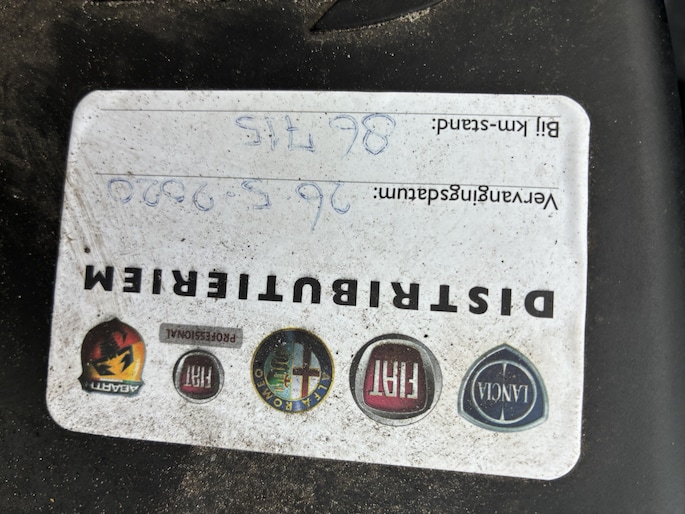 LANCIA
FIAT
ALFA ROMEO
FIAT
PROFESSIONAL
ABARTH
DISTRIBUTIERIEM
Vervangingsdatum: 26-5-2020
Bij km-stand: 86 715